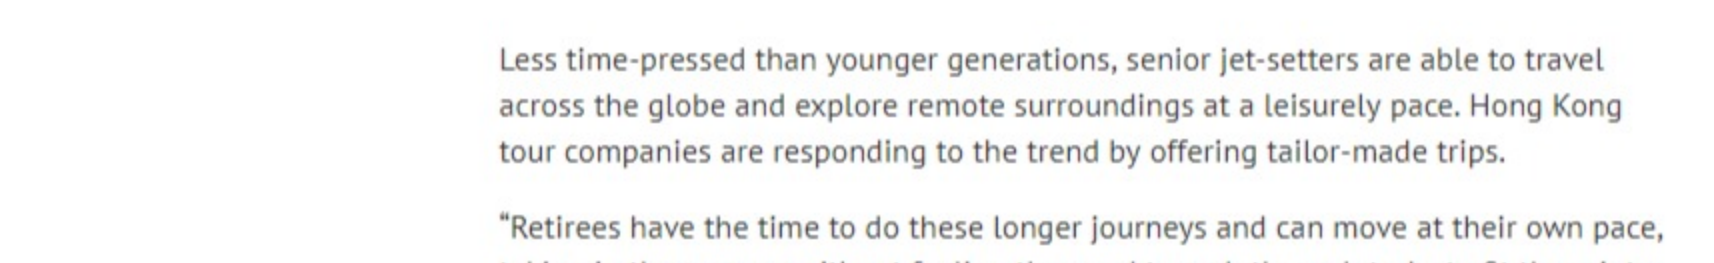 Less time-pressed than younger generations, senior jet-setters are able to travel
across the globe and explore remote surroundings at a leisurely pace. Hong Kong
tour companies are responding to the trend by offering tailor-made trips.
“Retirees have the time to do these longer journeys and can move at their own pace,